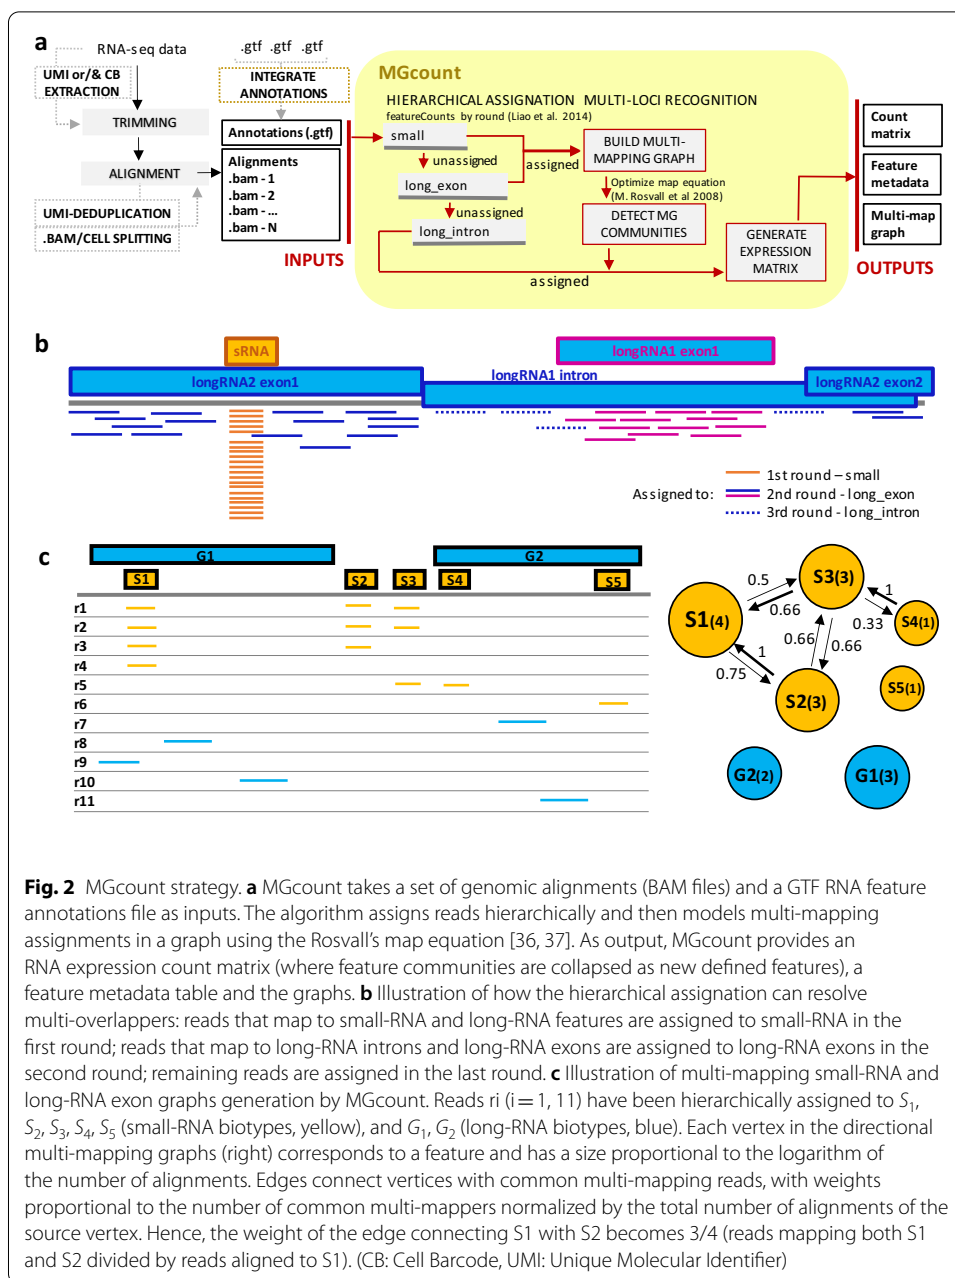 a
RNA-seq data
UMI or/& CB
EXTRACTION
TRIMMING
ALIGNMENT
UMI-DEDUPLICATION
.BAM/CELL SPLITTING
.gtf .gtf .gtf
INTEGRATE
ANNOTATIONS
Annotations (.gtf)
Alignments
.bam - 1
.bam - 2
.bam - ...
.bam - N
INPUTS
MGcount
HIERARCHICAL ASSIGNATION MULTI-LOCI RECOGNITION
featureCounts by round (Liao et al. 2014)
small
unassigned
assigned
long_exon
unassigned
long_intron
BUILD MULTI-
MAPPING GRAPH
Optimize map equation
(M. Rosvall et al 2008)
DETECT MG
COMMUNITIES
assigned
GENERATE
EXPRESSION
MATRIX
Count
matrix
Feature
metadata
Multi-map
graph
OUTPUTS
b
sRNA
longRNA1 exon1
longRNA2 exon1
longRNA1 intron
longRNA2 exon2
Assigned to:
1st round – small
2nd round - long_exon
3rd round - long_intron
c
G1
G2
S1
S2
S3
S4
S5
r1
r2
r3
r4
r5
r6
r7
r8
r9
r10
r11
S1(4)
S3(3)
S4(1)
S2(3)
S5(1)
G2(2)
G1(3)
0.5
0.66
1
0.33
0.66
0.66
1
0.75
Fig. 2 MGcount strategy. a MGcount takes a set of genomic alignments (BAM files) and a GTF RNA feature
annotations file as inputs. The algorithm assigns reads hierarchically and then models multi-mapping
assignments in a graph using the Rosvall's map equation [36, 37]. As output, MGcount provides an
RNA expression count matrix (where feature communities are collapsed as new defined features), a
feature metadata table and the graphs. b Illustration of how the hierarchical assignation can resolve
multi-overlappers: reads that map to small-RNA and long-RNA features are assigned to small-RNA in the
first round; reads that map to long-RNA introns and long-RNA exons are assigned to long-RNA exons in the
second round; remaining reads are assigned in the last round. c Illustration of multi-mapping small-RNA and
long-RNA exon graphs generation by MGcount. Reads ri (i = 1, 11) have been hierarchically assigned to S1,
S2, S3, S4, S5 (small-RNA biotypes, yellow), and G1, G2 (long-RNA biotypes, blue). Each vertex in the directional
multi-mapping graphs (right) corresponds to a feature and has a size proportional to the logarithm of
the number of alignments. Edges connect vertices with common multi-mapping reads, with weights
proportional to the number of common multi-mappers normalized by the total number of alignments of the
source vertex. Hence, the weight of the edge connecting S1 with S2 becomes 3/4 (reads mapping both S1
and S2 divided by reads aligned to S1). (CB: Cell Barcode, UMI: Unique Molecular Identifier)